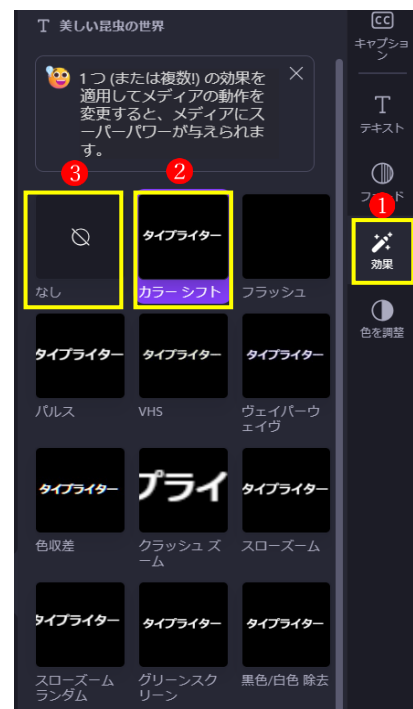 T 美しい昆虫の世界
1 つ (または複数!) の効果を
適用してメディアの動作を
変更すると、メディアにス
ーパーパワーが与えられま
す。
3
2
タイプライター
なし
カラー シフト
フラッシュ
タイプライター
タイプライター
タイプライター
パルス
VHS
ヴェイパーウ
ェイヴ
タイプライター
プライ
タイプライター
色収差
クラッシュ ズ
ーム
スローズーム
タイプライター
タイプライター
タイプライター
スローズーム
ランダム
グリーンスク
リーン
黒色/白色 除去
CC
キャプショ
ン
T
テキスト
1
効果
色を調整